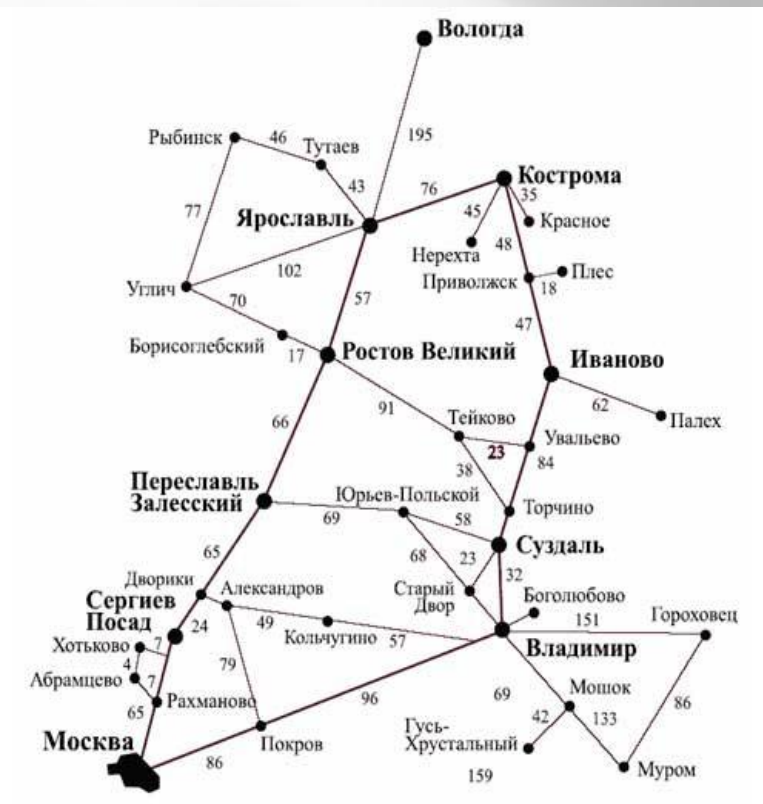 Вологда
195
Рыбинск
46
Тутаев
43
76
Кострома
35
77
Ярославль
45
Красное
48
Нерехта
102
Приволжск
18
Плес
Углич
70
57
47
Борисоглебский
17
Ростов Великий
Иваново
91
62
66
Тейково
Палех
Увальево
23
84
38
Переславль
Залесский
Юрьев-Польской
Торчино
69
58
Суздаль
65
68
23
Дворики
32
Александров
Старый
Двор
Боголюбово
Сергиев
Посад
151
Гороховец
24
49
Хотьково
7
Кольчугино
57
Владимир
4
79
Абрамцево
7
96
69
Мошок
86
65
Рахманово
42
133
Москва
Гусь-
Хрустальный
Покров
86
159
Муром